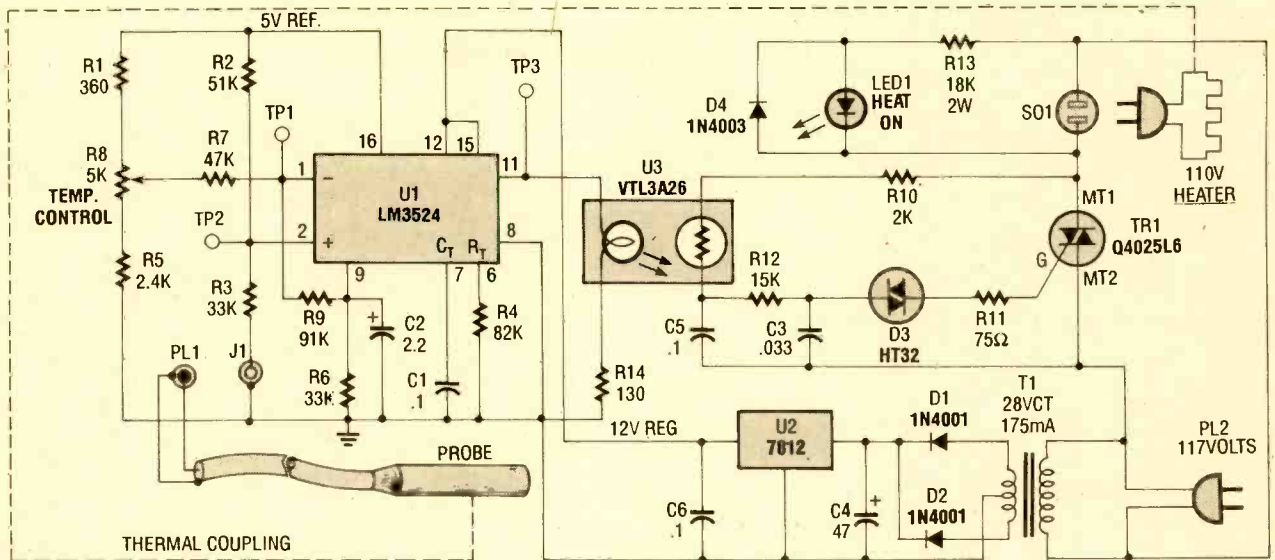 5V REF.
R1
360
R2
51K
TP1
TP3
R7
47K
R8
5K
TEMP.
CONTROL
TP2
R5
2.4K
R3
33K
16
12
15
11
1
−
U1
LM3524
2
+
CT
RT
8
9
7
6
R9
91K
C2
2.2
+
R4
82K
PL1
J1
R6
33K
C1
.1
R14
130
PROBE
THERMAL COUPLING
U3
VTL3A26
D4
1N4003
LED1
HEAT
ON
R13
18K
2W
SO1
110V
HEATER
R10
2K
MT1
TR1
Q4025L6
G
MT2
R12
15K
C5
.1
C3
.033
D3
HT32
R11
75Ω
12V REG
U2
7812
D1
1N4001
T1
28VCT
175mA
PL2
117VOLTS
C6
.1
C4
47
+
D2
1N4001